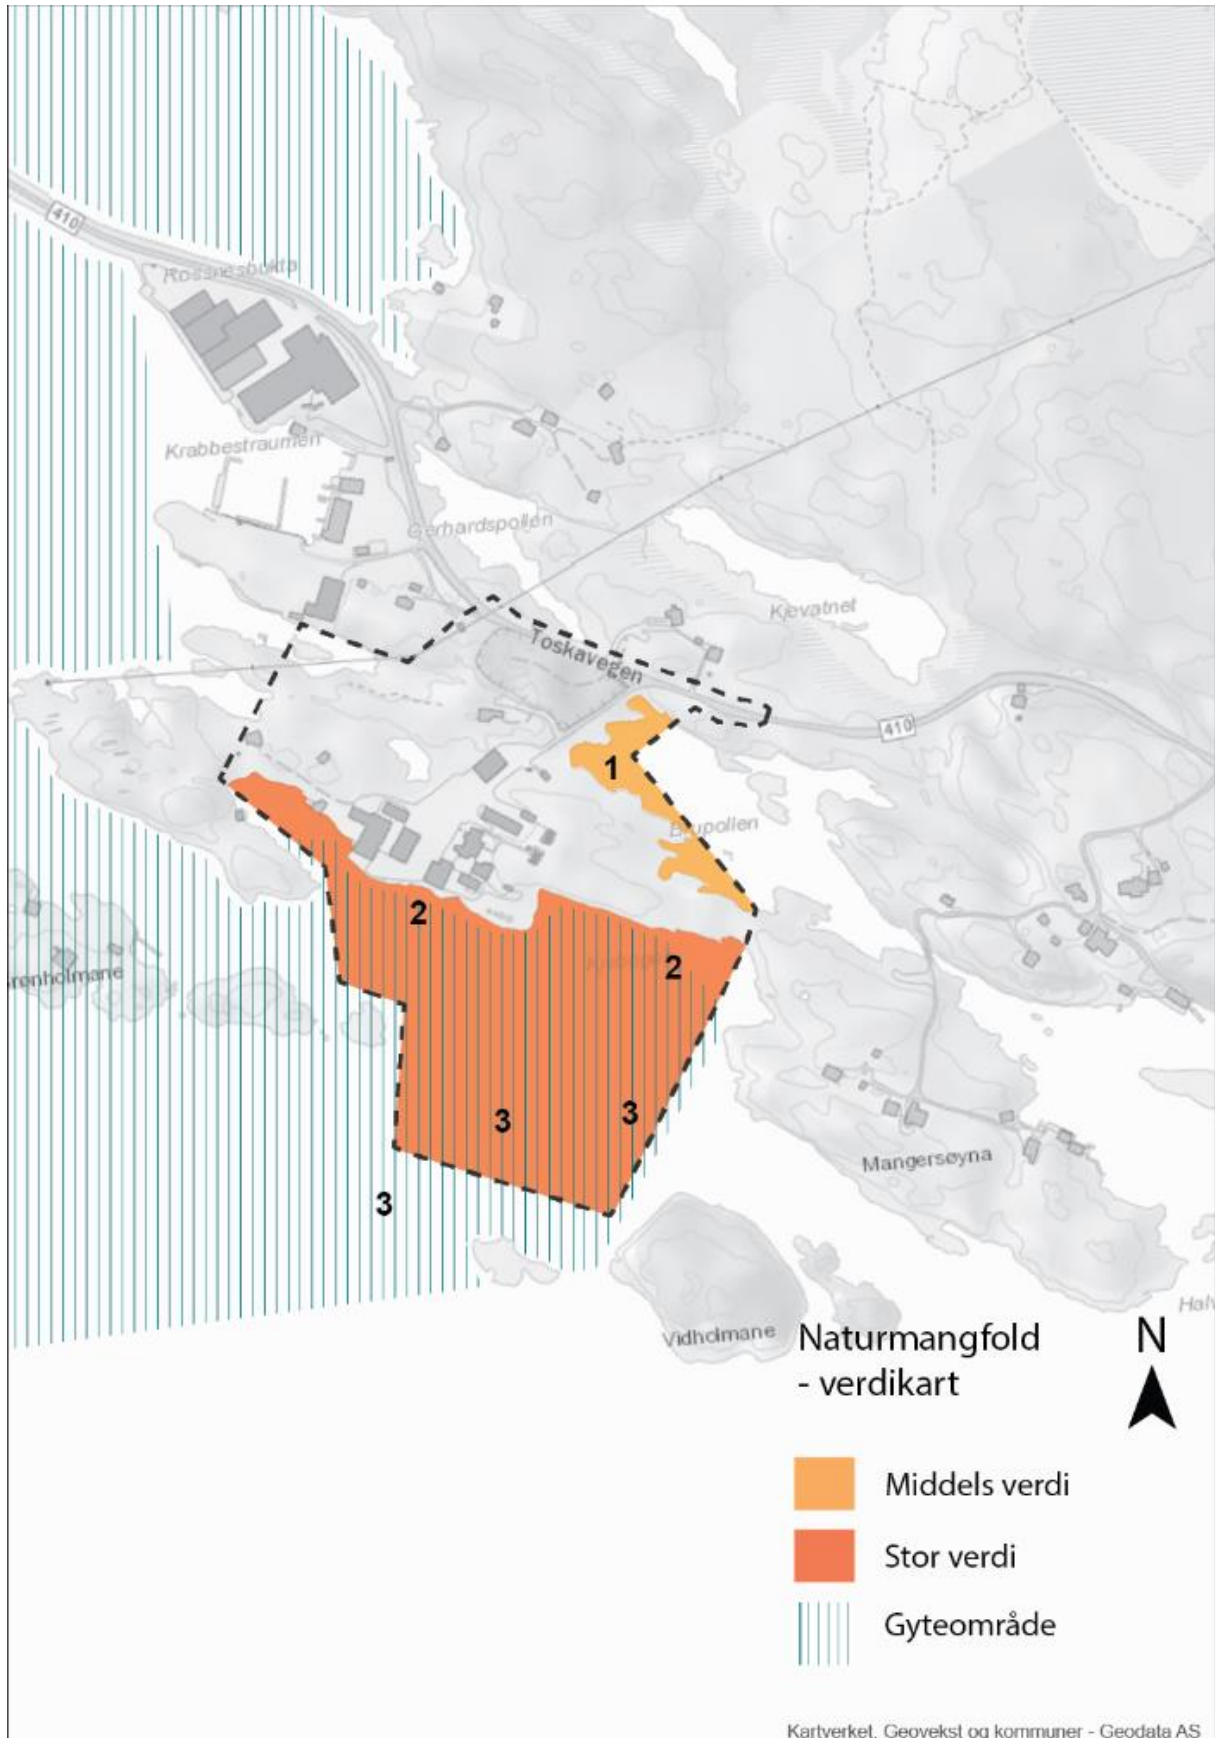 410
Rossnesbukta
Krabbestraumen
Gerhardspollen
Kjevatnet
Toskavegen
410
1
Brupollen
2
2
3
3
Mangersøyna
3
Vidholmane
Naturmangfold
- verdikart
N
Middels verdi
Stor verdi
Gyteområde
Kartverket, Geovekst og kommuner - Geodata AS